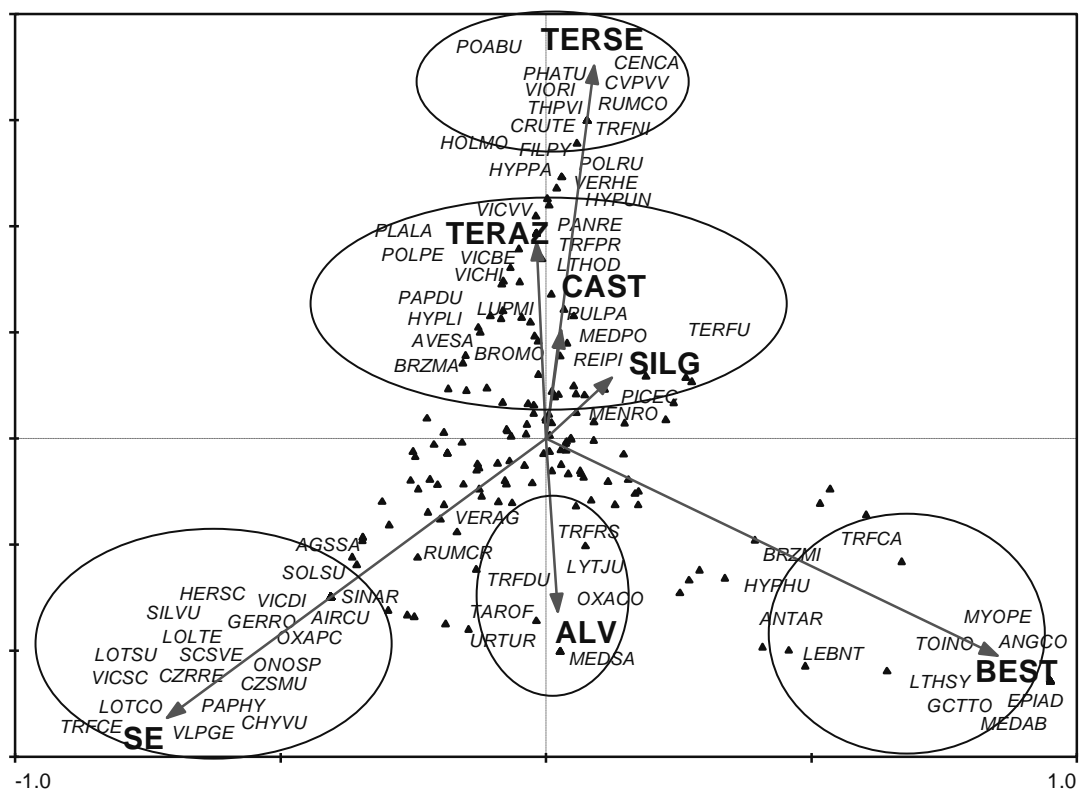 TERSE
POABU
CENCA
PHATU
CVPVV
VIORI
THPVI
RUMCO
CRUTE
TRFNI
HOLMO
FILPY
HYPPA
POLRU
VERHE
HYPUN
VICVV
PANRE
PLALA
TERAZ
TRFPR
POLPE
VICBE
LTHOD
VICHI
CAST
PAPDU
LUPMI
PULPA
HYPLI
MEDPO
TERFU
AVESA
BROMO
REIPI
SILG
BRZMA
PICEC
MENRO
VERAG
TRFRS
TRFCA
AGSSA
RUMCR
BRZMI
SOLSU
TRFDU
LYTJU
HYPHU
HERSC
VICDI
SINAR
OXACO
SILVU
GERRO
AIRCU
TAROF
ANTAR
MYOPE
LOLTE
OXAPC
URTUR
ALV
TOINO
ANGCO
LOTSU
SCSVE
MEDSA
LEBNT
VICSC
CZRRE
ONOSP
BEST
CZSMU
LTHSY
LOTCO
PAPHY
GCTTO
EPIAD
TRFCE
SE
VLPGE
CHYVU
MEDAB
-1.0
1.0